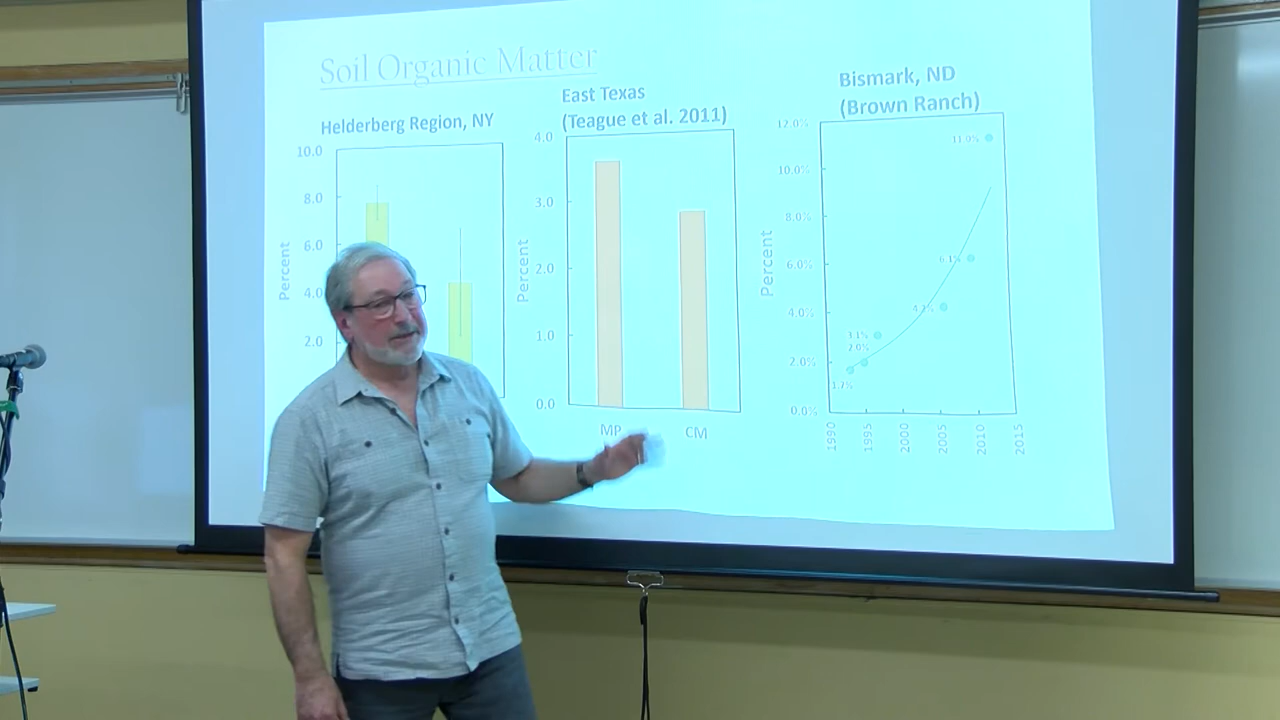 Soil Organic Matter
Helderberg Region, NY
10.0
8.0
6.0
4.0
2.0
Percent
East Texas
(Teague et al. 2011)
4.0
3.0
2.0
1.0
0.0
Percent
MP
CM
Bismark, ND
(Brown Ranch)
12.0%
10.0%
8.0%
6.0%
4.0%
2.0%
0.0%
Percent
11.0%
6.1%
3.1%
2.0%
1.7%
1990
1995
2000
2005
2010
2015